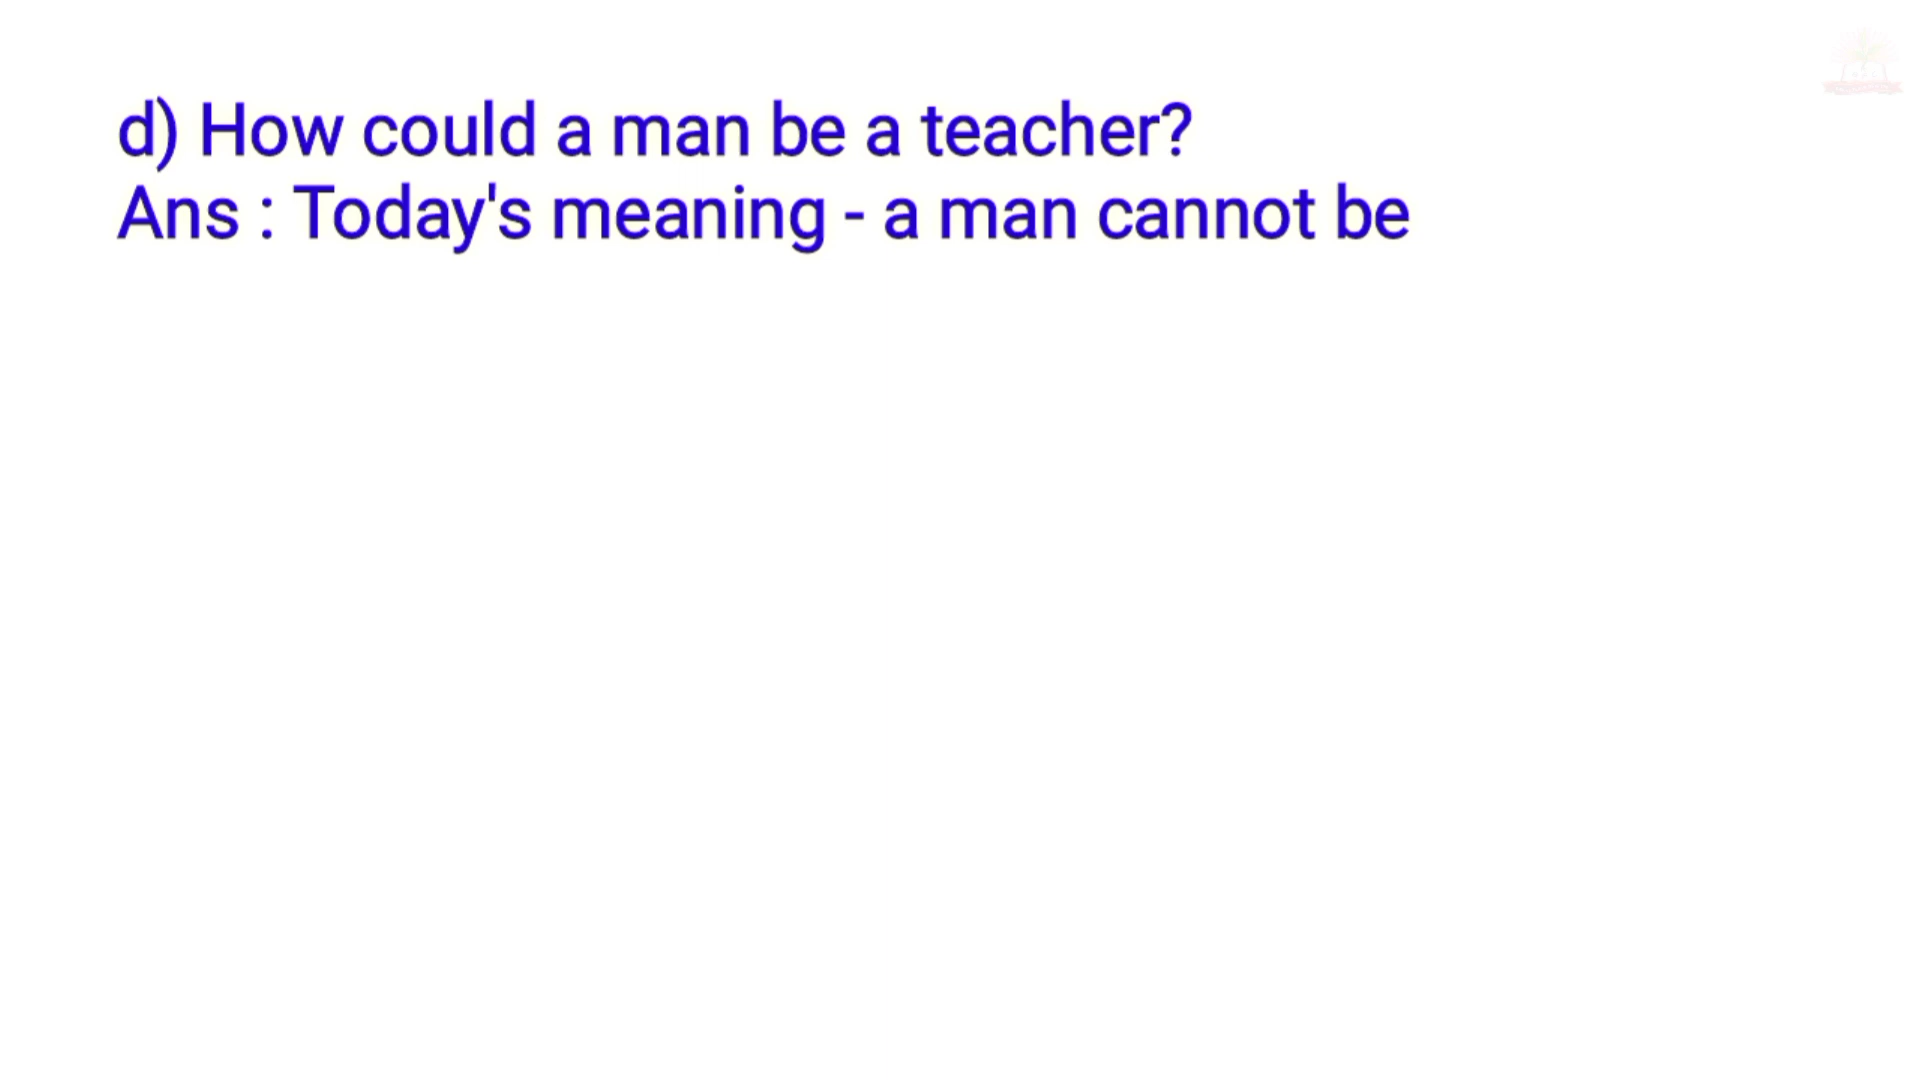 d) How could a man be a teacher?
Ans : Today's meaning - a man cannot be